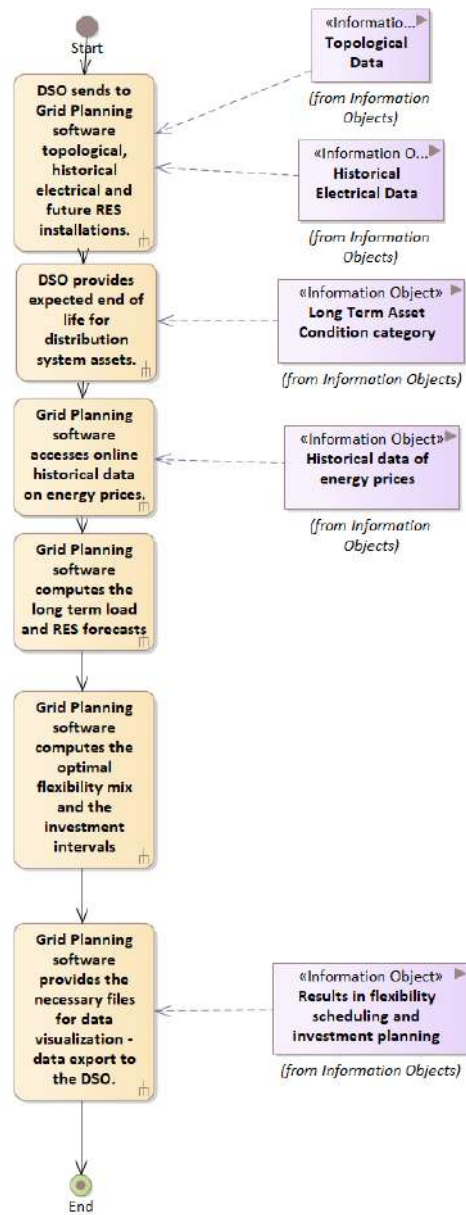 Start
DSO sends to
Grid Planning
software
topological,
historical
electrical and
future RES
installations.
«Informatio...
Topological
Data
(from Information
Objects)
«Information O...
Historical
Electrical Data
(from Information
Objects)
DSO provides
expected end of
life for
distribution
system assets.
«Information Object»
Long Term Asset
Condition category
(from Information Objects)
Grid Planning
software
accesses online
historical data
on energy prices.
«Information Object»
Historical data of
energy prices
(from Information
Objects)
Grid Planning
software
computes the
long term load
and RES forecasts
Grid Planning
software
computes the
optimal
flexibility mix
and the
investment
intervals
Grid Planning
software
provides the
necessary files
for data
visualization -
data export to
the DSO.
«Information Object»
Results in flexibility
scheduling and
investment planning
(from Information Objects)
End